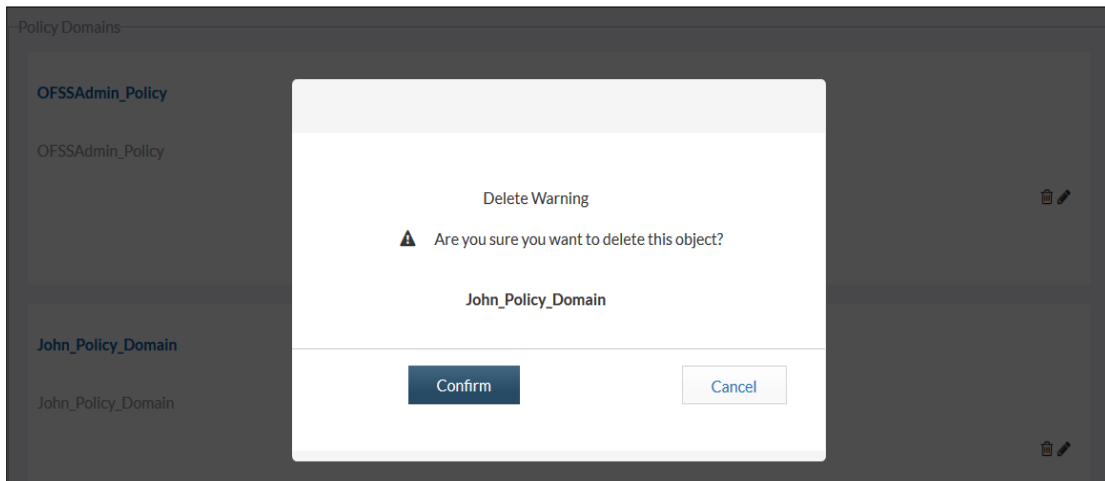 Policy Domains
OFSSAdmin_Policy
OFSSAdmin_Policy
Delete Warning
Are you sure you want to delete this object?
John_Policy_Domain
Confirm
Cancel
John_Policy_Domain
John_Policy_Domain